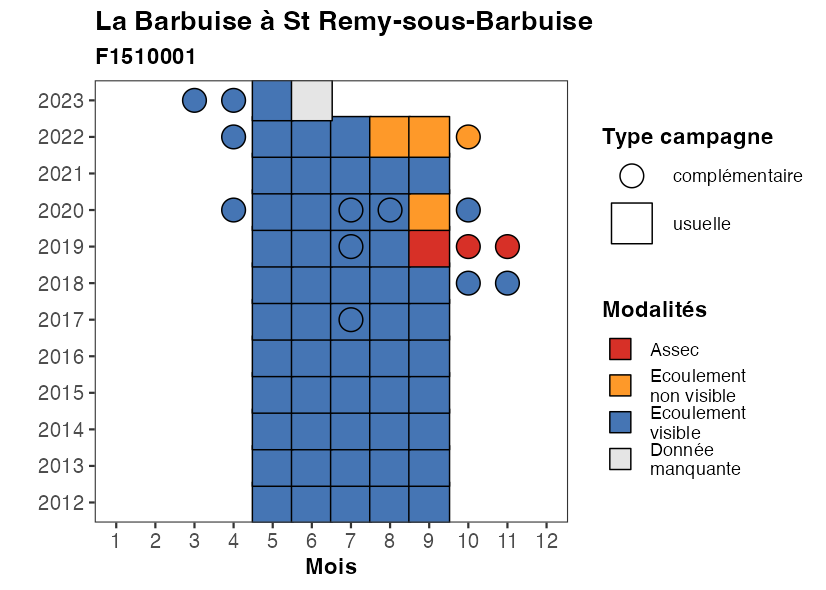 La Barbuise à St Remy-sous-Barbuise
F1510001
2023
2022
2021
2020
2019
2018
2017
2016
2015
2014
2013
2012
1 2 3 4 5 6 7 8 9 10 11 12
Mois
Type campagne
complémentaire
usuelle
Modalités
Assec
Ecoulement
non visible
Ecoulement
visible
Donnée
manquante